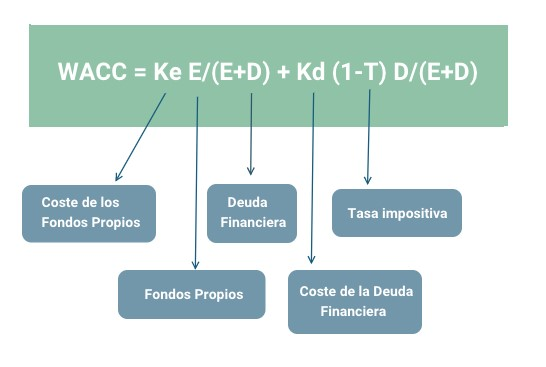 WACC = Ke E/(E+D) + Kd (1-T) D/(E+D)
Coste de los
Fondos Propios
Deuda
Financiera
Tasa impositiva
Fondos Propios
Coste de la Deuda
Financiera